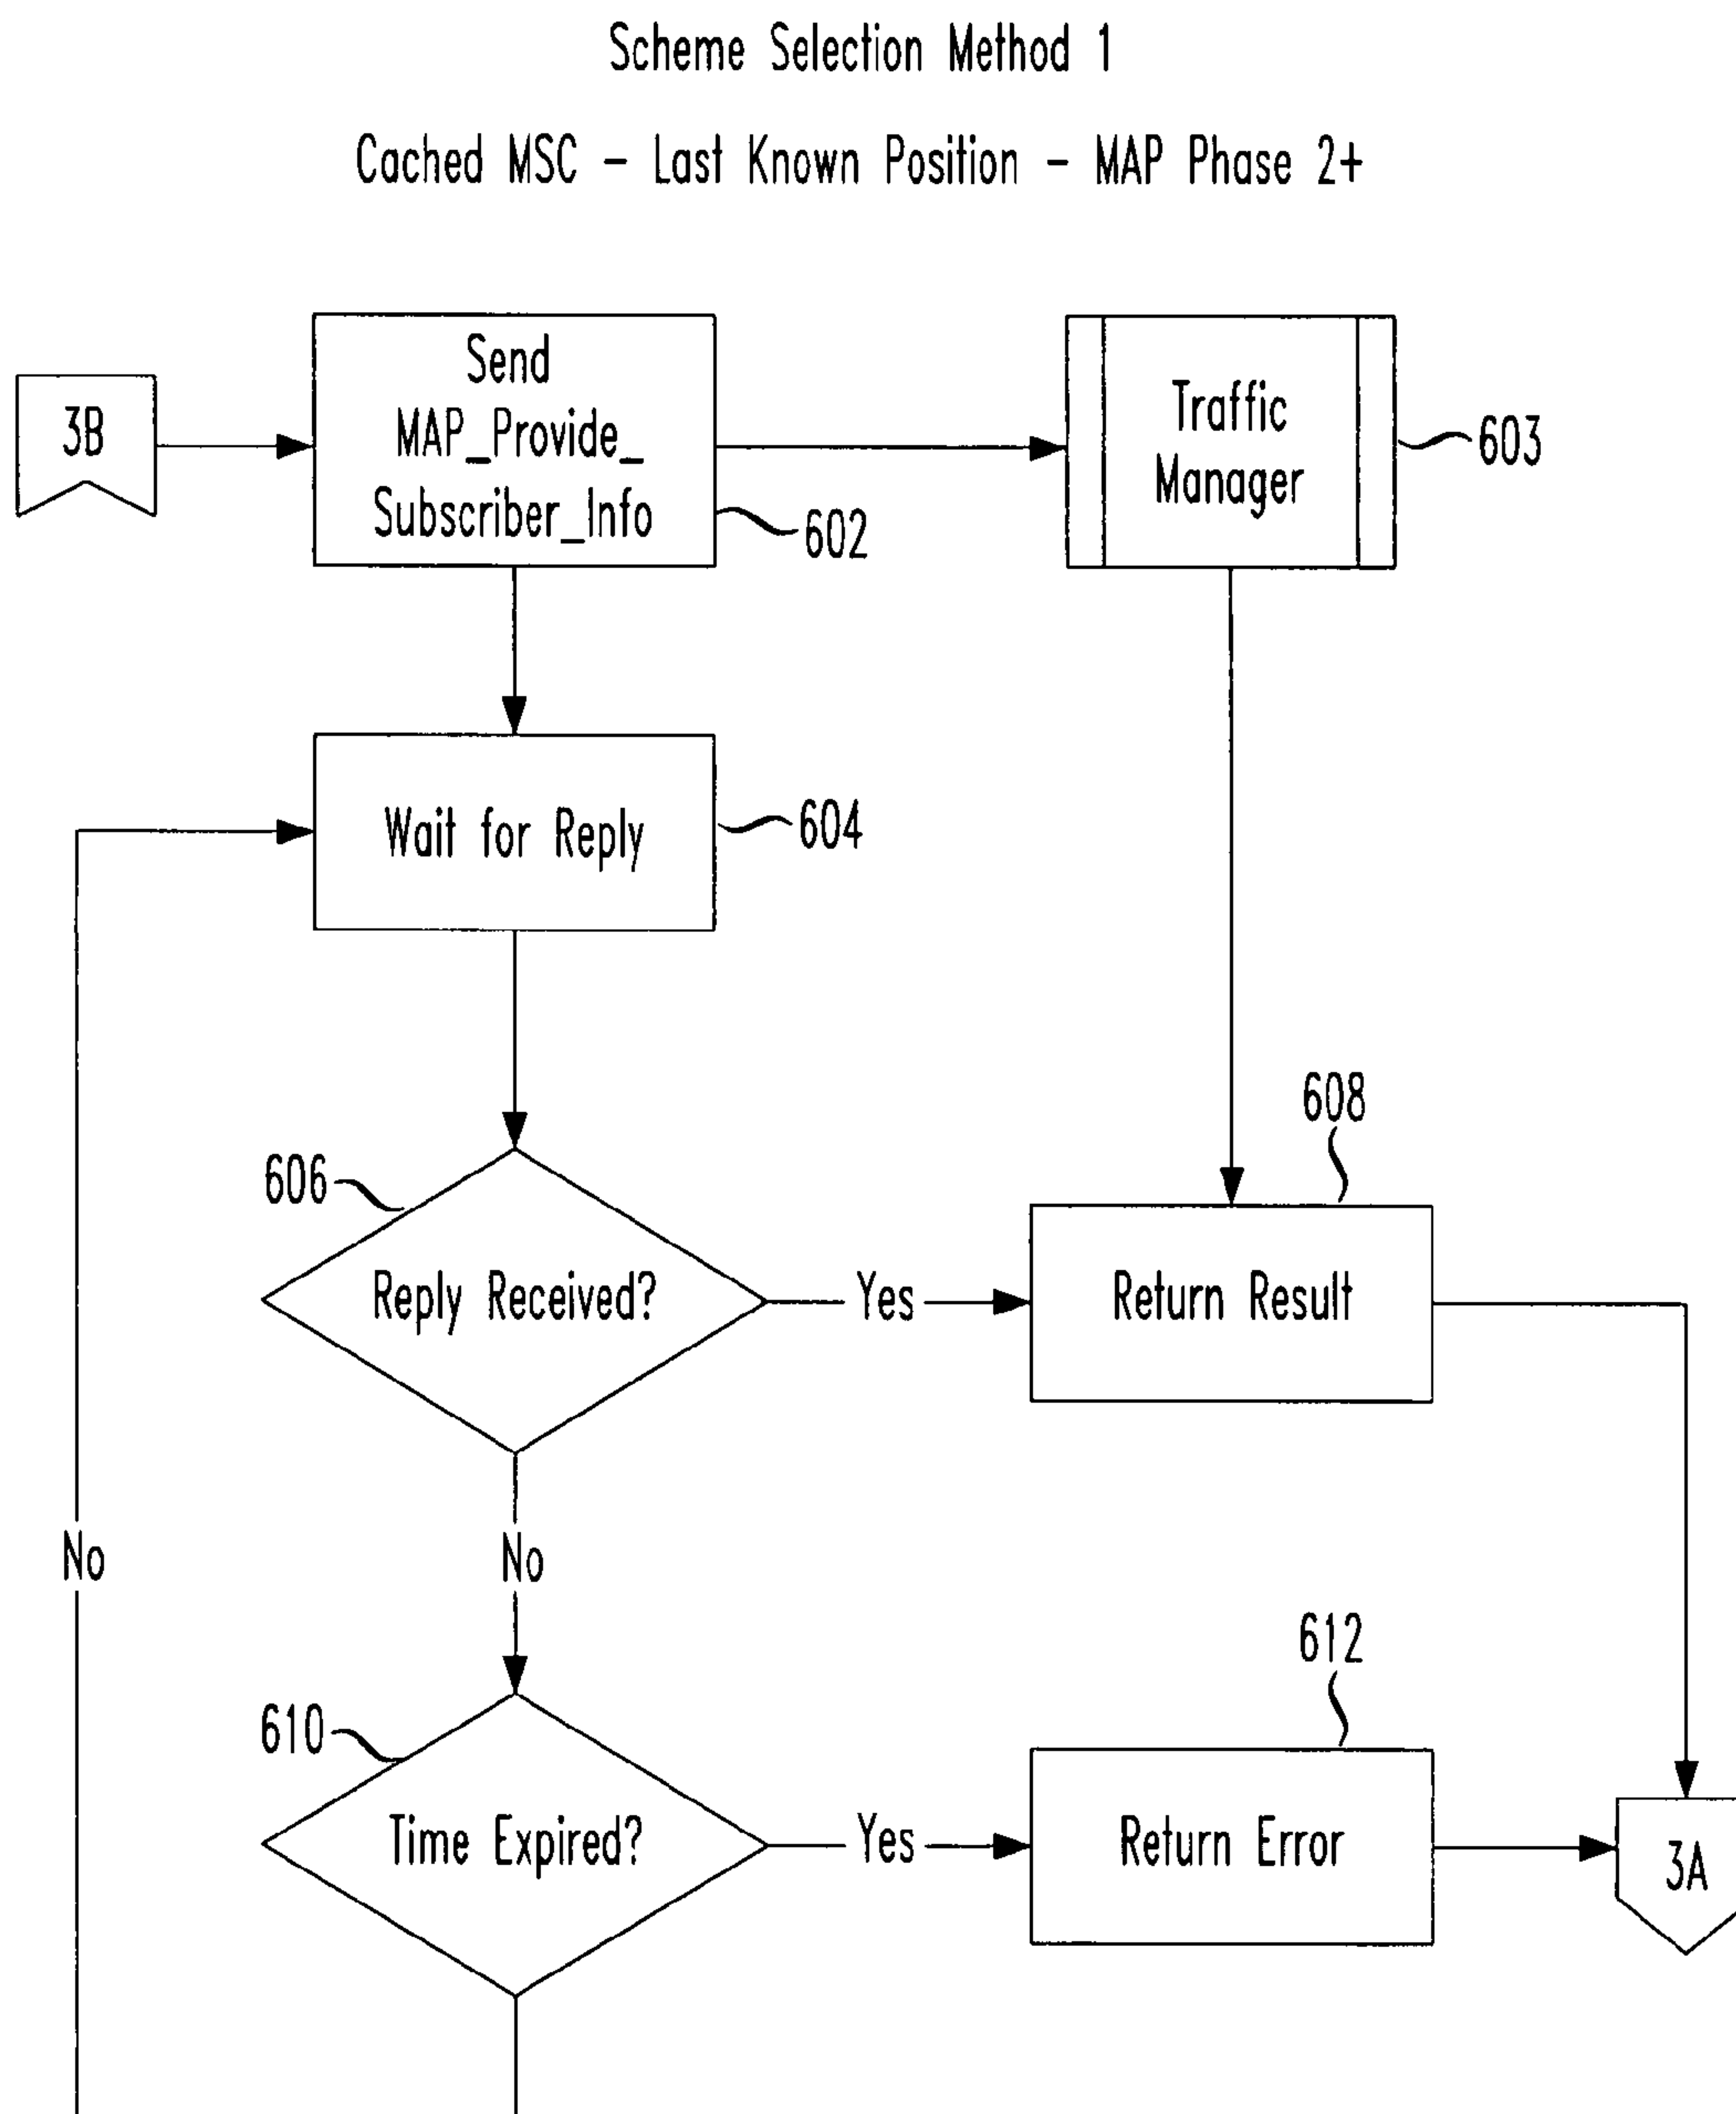 Scheme Selection Method 1
Cached MSC - Last Known Position - MAP Phase 2+
3B
Send
MAP_Provide_
Subscriber_Info
602
Traffic
Manager
603
Wait for Reply
604
608
606
Reply Received?
Yes
Return Result
No
No
612
610
Time Expired?
Yes
Return Error
3A